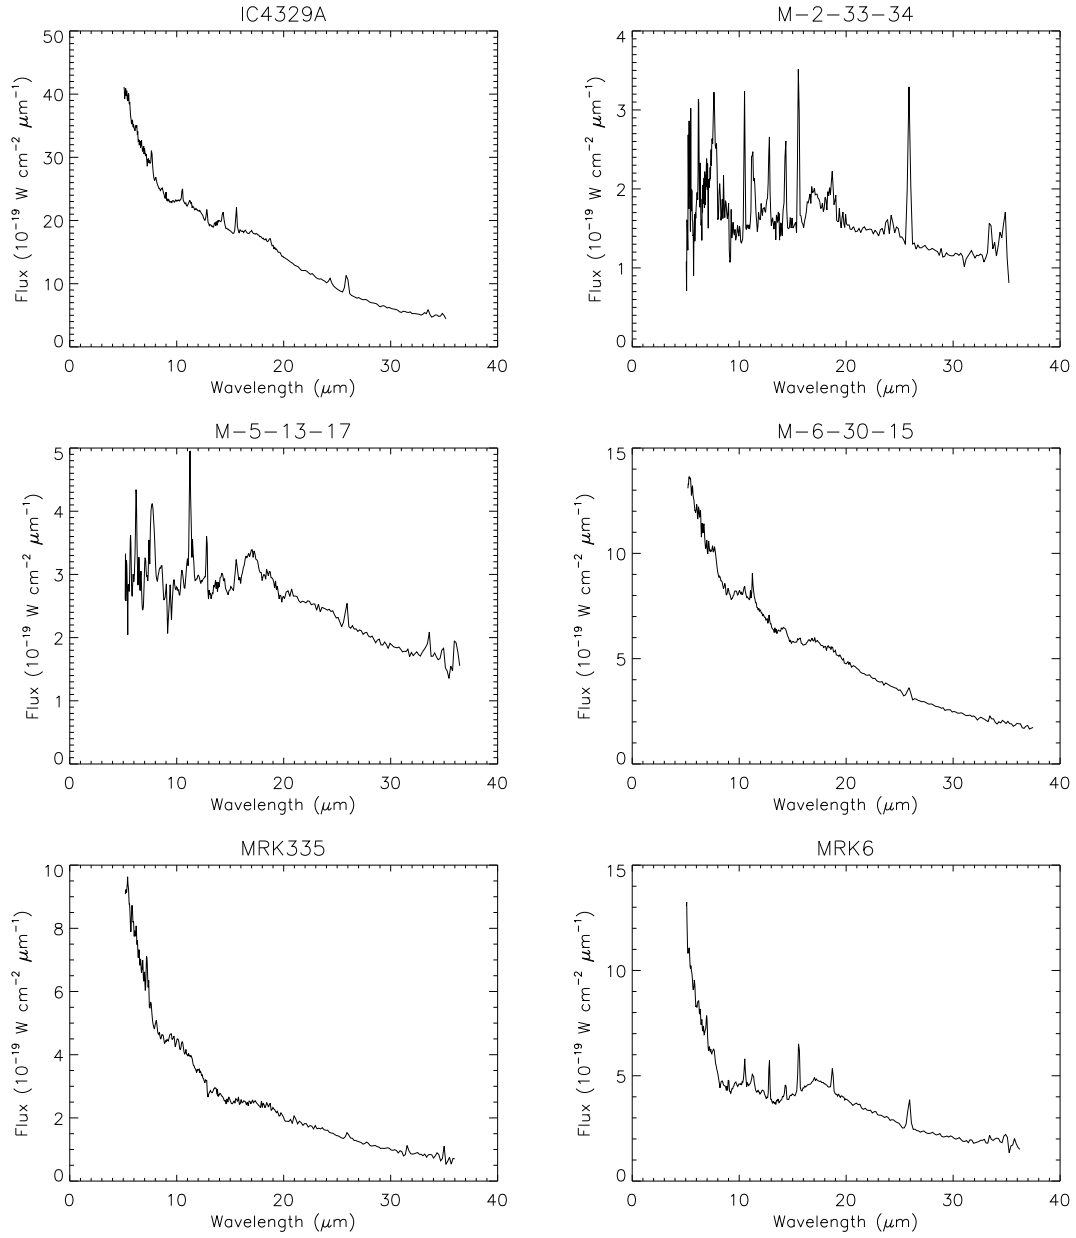 IC4329A
50
40
30
20
10
0
Flux (10⁻¹⁹ W cm⁻² μm⁻¹)
0 10 20 30 40
Wavelength (μm)
M-2-33-34
4
3
2
1
0
Flux (10⁻¹⁹ W cm⁻² μm⁻¹)
0 10 20 30 40
Wavelength (μm)
M-5-13-17
5
4
3
2
1
0
Flux (10⁻¹⁹ W cm⁻² μm⁻¹)
0 10 20 30 40
Wavelength (μm)
M-6-30-15
15
10
5
0
Flux (10⁻¹⁹ W cm⁻² μm⁻¹)
0 10 20 30 40
Wavelength (μm)
MRK335
10
8
6
4
2
0
Flux (10⁻¹⁹ W cm⁻² μm⁻¹)
0 10 20 30 40
Wavelength (μm)
MRK6
15
10
5
0
Flux (10⁻¹⁹ W cm⁻² μm⁻¹)
0 10 20 30 40
Wavelength (μm)